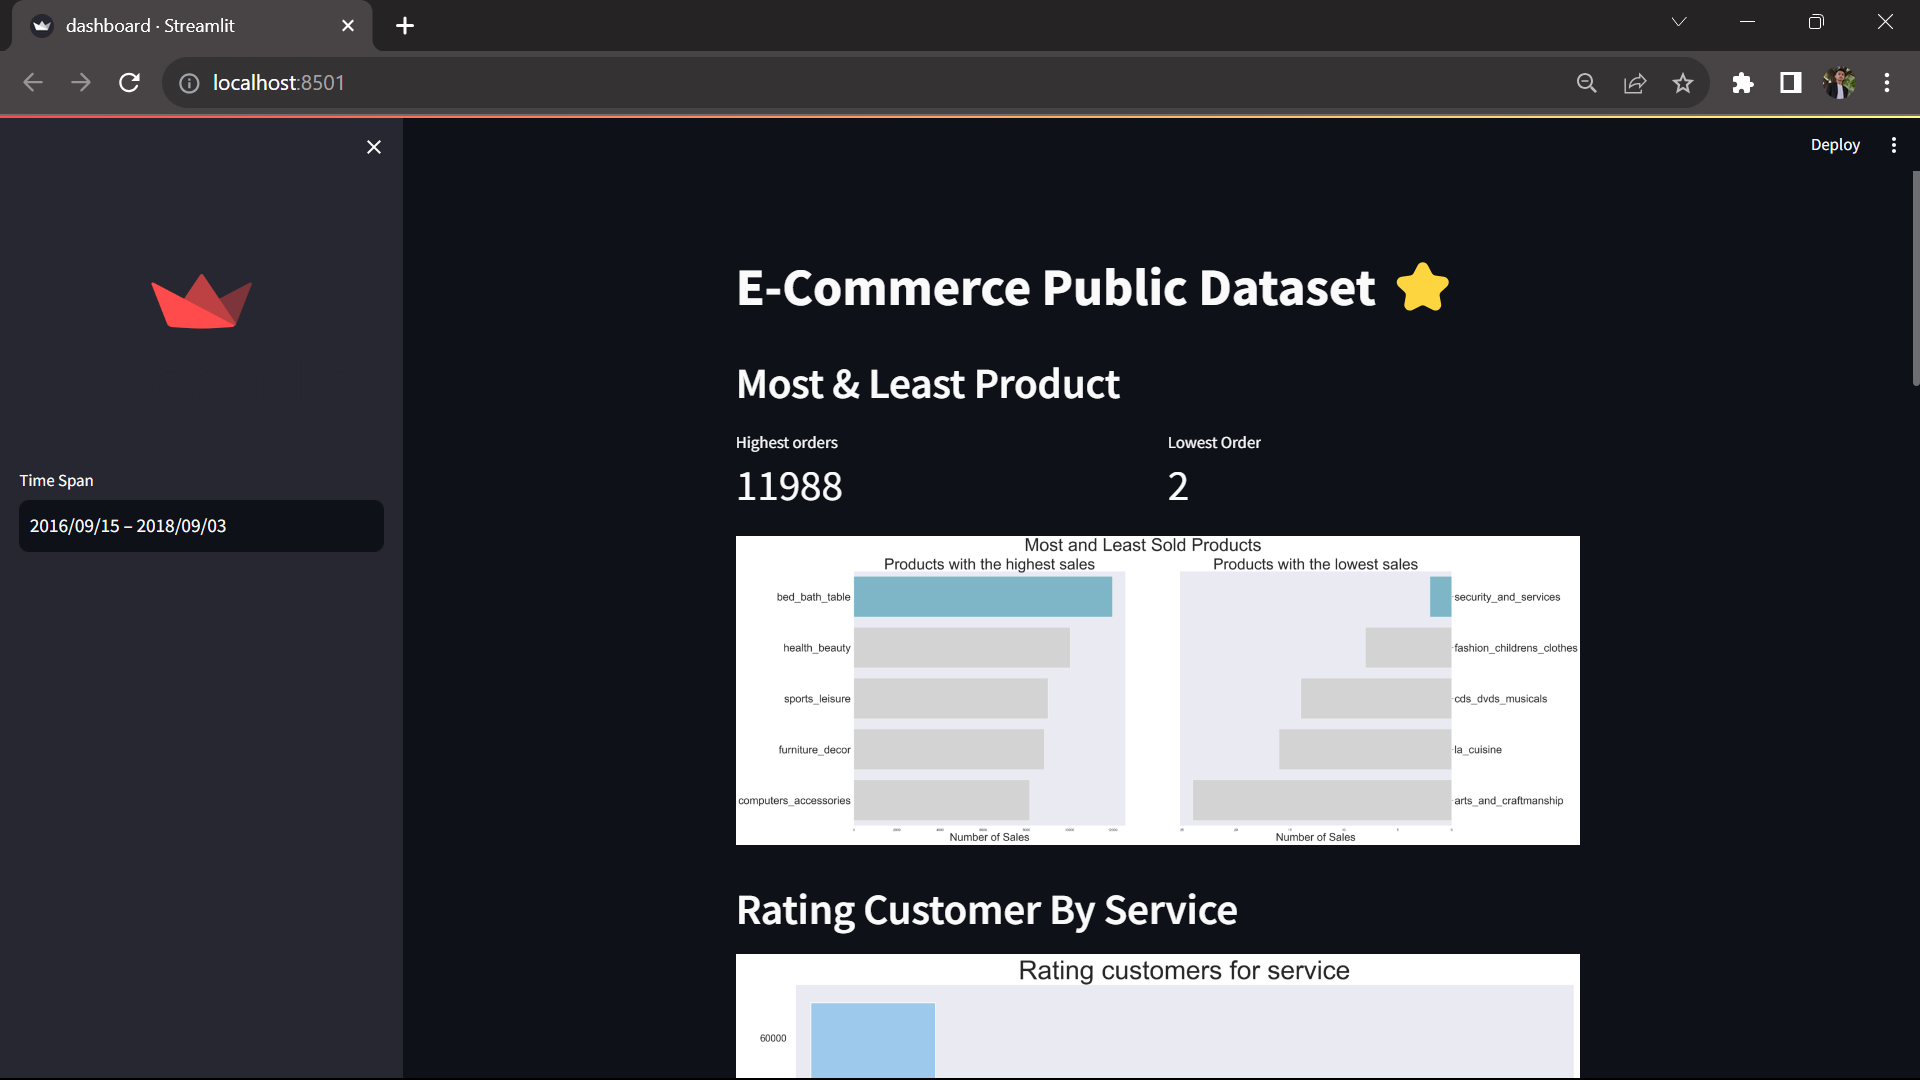 dashboard · Streamlit
localhost:8501
Deploy
Time Span
2016/09/15 – 2018/09/03
E-Commerce Public Dataset
Most & Least Product
Highest orders
11988
Lowest Order
2
Most and Least Sold Products
Products with the highest sales
bed_bath_table
health_beauty
sports_leisure
furniture_decor
computers_accessories
Number of Sales
Products with the lowest sales
security_and_services
fashion_childrens_clothes
cds_dvds_musicals
la_cuisine
arts_and_craftmanship
Number of Sales
Rating Customer By Service
Rating customers for service
60000